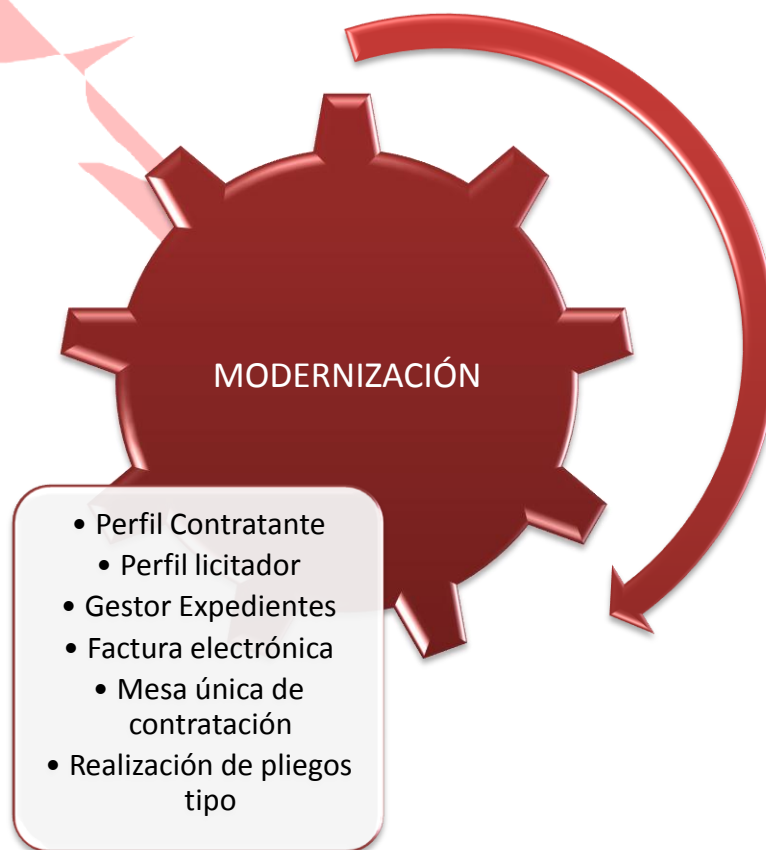 MODERNIZACIÓN
• Perfil Contratante
• Perfil licitador
• Gestor Expedientes
• Factura electrónica
• Mesa única de
contratación
• Realización de pliegos
tipo